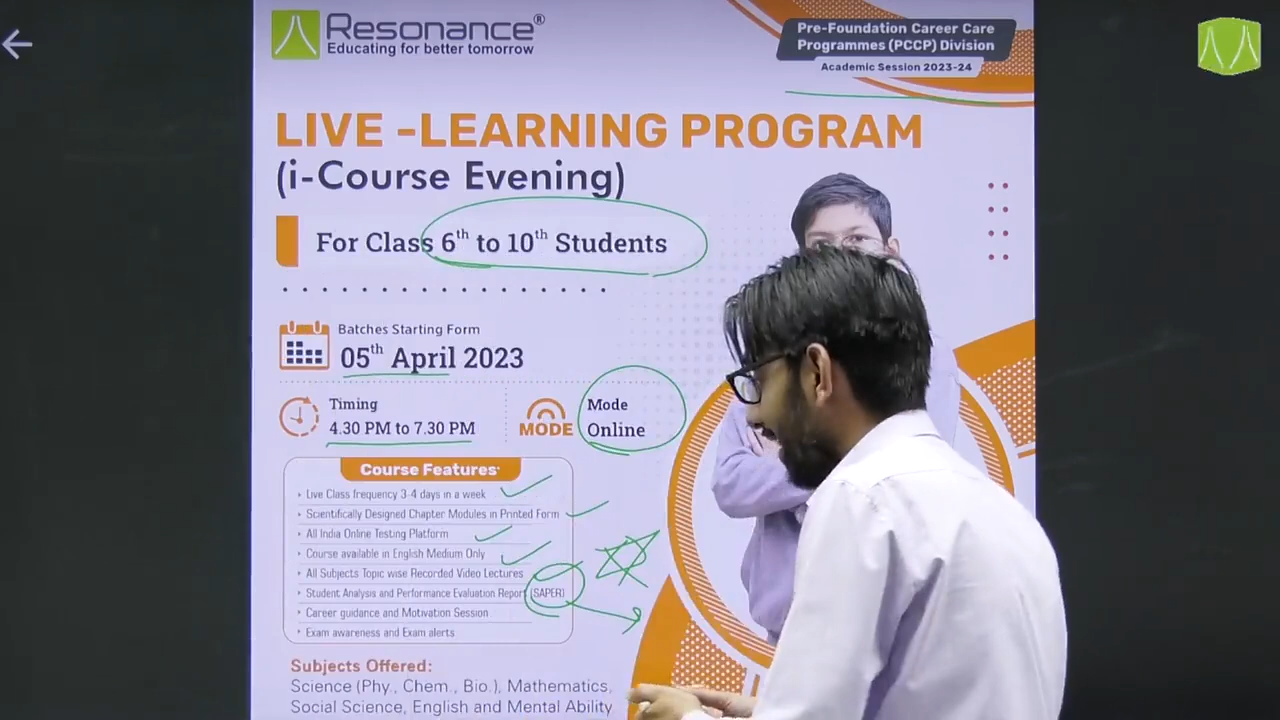 Resonance®
Educating for better tomorrow
Pre-Foundation Career Care
Programmes (PCCP) Division
Academic Session 2023-24
LIVE -LEARNING PROGRAM
(i-Course Evening)
For Class 6th to 10th Students
Batches Starting Form
05th April 2023
Timing
4.30 PM to 7.30 PM
MODE
Mode
Online
Course Features
• Live Class frequency 3-4 days in a week
• Scientifically Designed Chapter Modules in Printed Form
• All India Online Testing Platform
• Course available in English Medium Only
• All Subjects Topic wise Recorded Video Lectures
• Student Analysis and Performance Evaluation Report (SAPER)
• Career guidance and Motivation Session
• Exam awareness and Exam alerts
Subjects Offered:
Science (Phy., Chem., Bio.), Mathematics,
Social Science, English and Mental Ability